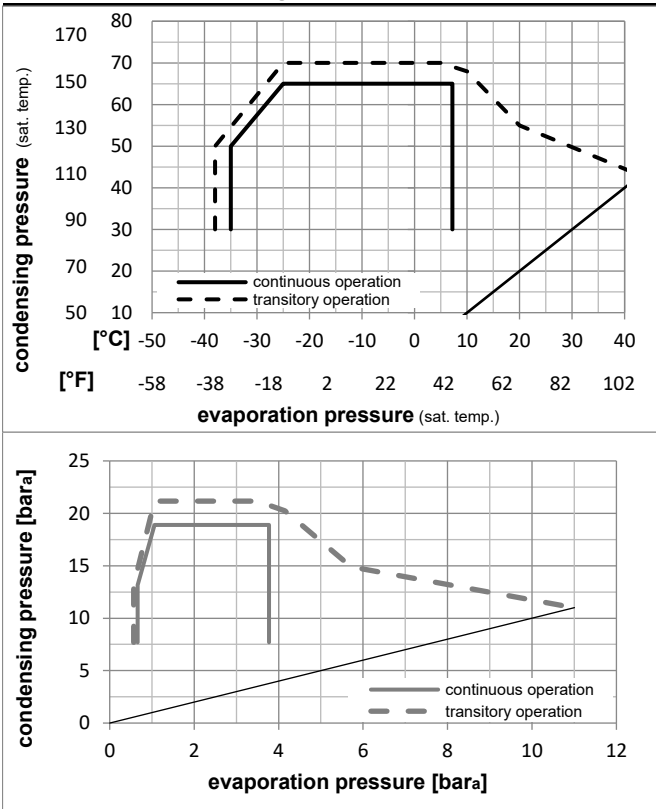 170 80
150 70
60
130 50
110 40
90 30
70 20
50 10
condensing pressure (sat. temp.)
continuous operation
transitory operation
[°C] -50 -40 -30 -20 -10 0 10 20 30 40
[°F] -58 -38 -18 2 22 42 62 82 102
evaporation pressure (sat. temp.)
25
20
15
10
5
0
condensing pressure [bara]
continuous operation
transitory operation
0 2 4 6 8 10 12
evaporation pressure [bara]